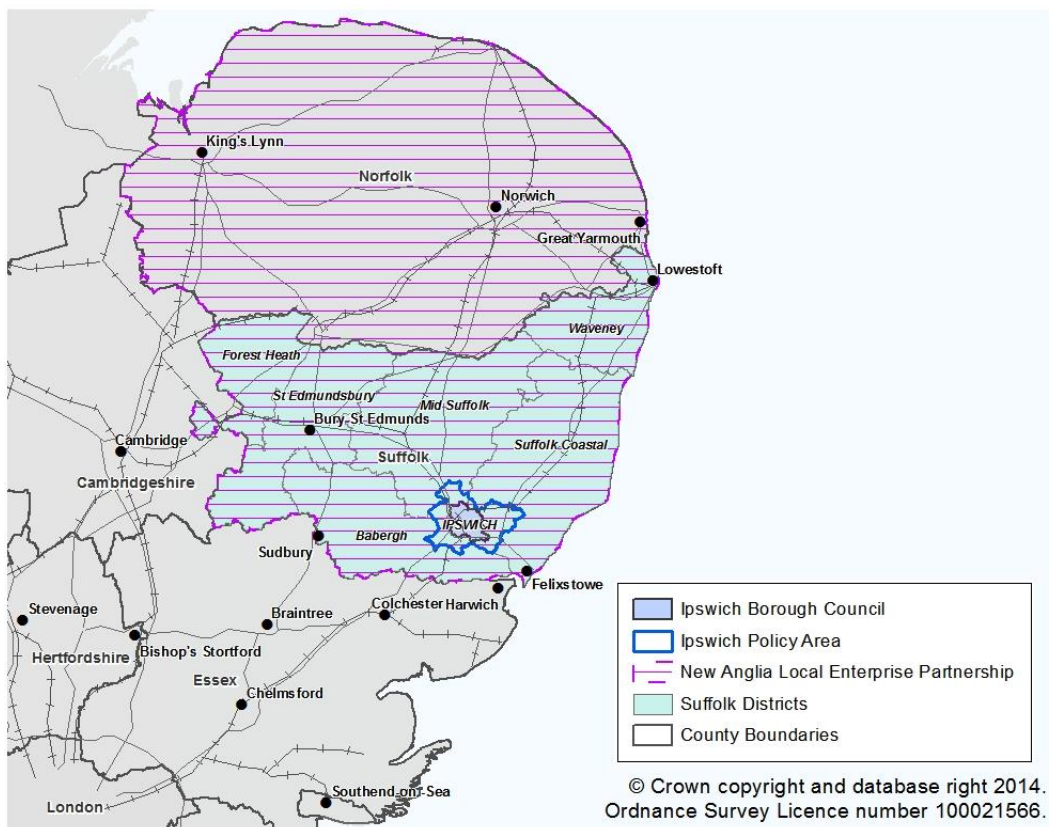 King's Lynn
Norfolk
Norwich
Great Yarmouth
Lowestoft
Waveney
Forest Heath
St Edmundsbury
Mid Suffolk
Bury St Edmunds
Cambridge
Suffolk Coastal
Suffolk
Cambridgeshire
IPSWICH
Babergh
Sudbury
Felixstowe
Stevenage
Braintree
Colchester
Harwich
Hertfordshire
Bishop's Stortford
Essex
Chelmsford
London
Southend-on-Sea
Ipswich Borough Council
Ipswich Policy Area
New Anglia Local Enterprise Partnership
Suffolk Districts
County Boundaries
© Crown copyright and database right 2014.
Ordnance Survey Licence number 100021566.